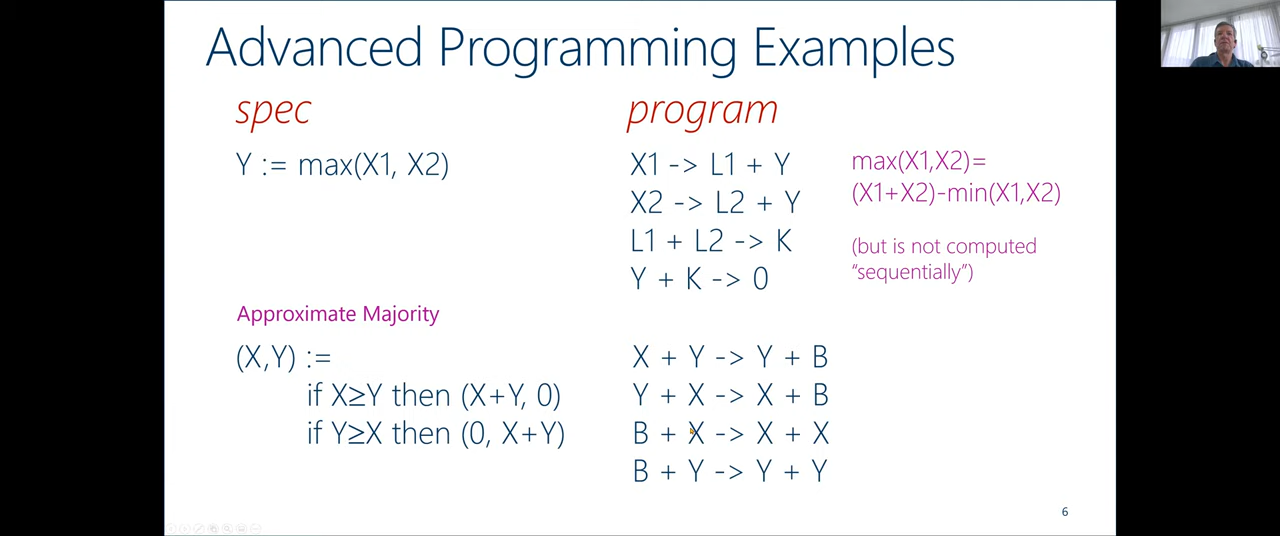 Advanced Programming Examples
spec
program
Y := max(X1, X2)
X1 -> L1 + Y
X2 -> L2 + Y
L1 + L2 -> K
Y + K -> 0
max(X1,X2)=
(X1+X2)-min(X1,X2)
(but is not computed
“sequentially”)
Approximate Majority
(X,Y) :=
if X≥Y then (X+Y, 0)
if Y≥X then (0, X+Y)
X + Y -> Y + B
Y + X -> X + B
B + X -> X + X
B + Y -> Y + Y
6